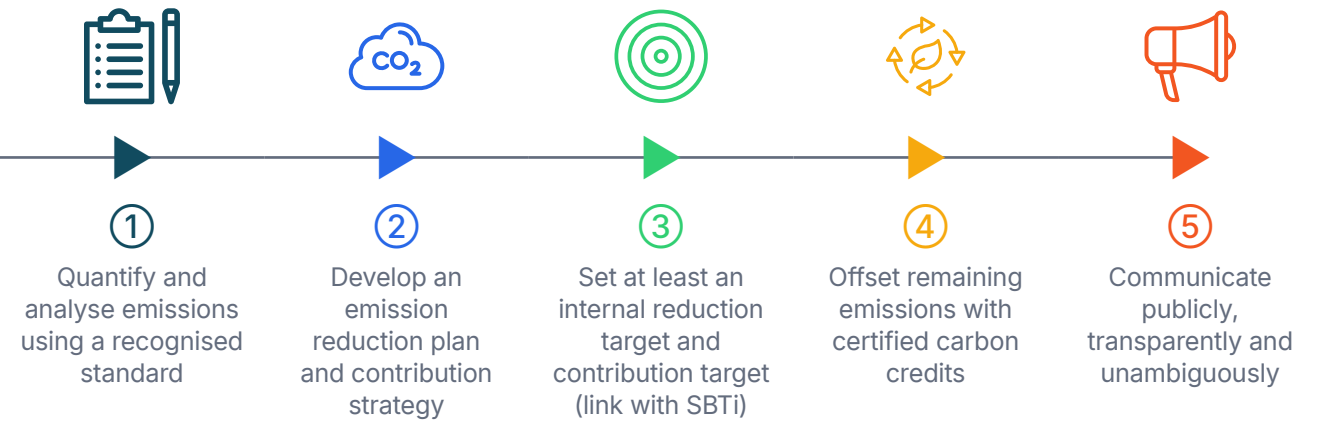 CO2
1
Quantify and
analyse emissions
using a recognised
standard
2
Develop an
emission
reduction plan
and contribution
strategy
3
Set at least an
internal reduction
target and
contribution target
(link with SBTi)
4
Offset remaining
emissions with
certified carbon
credits
5
Communicate
publicly,
transparently and
unambiguously